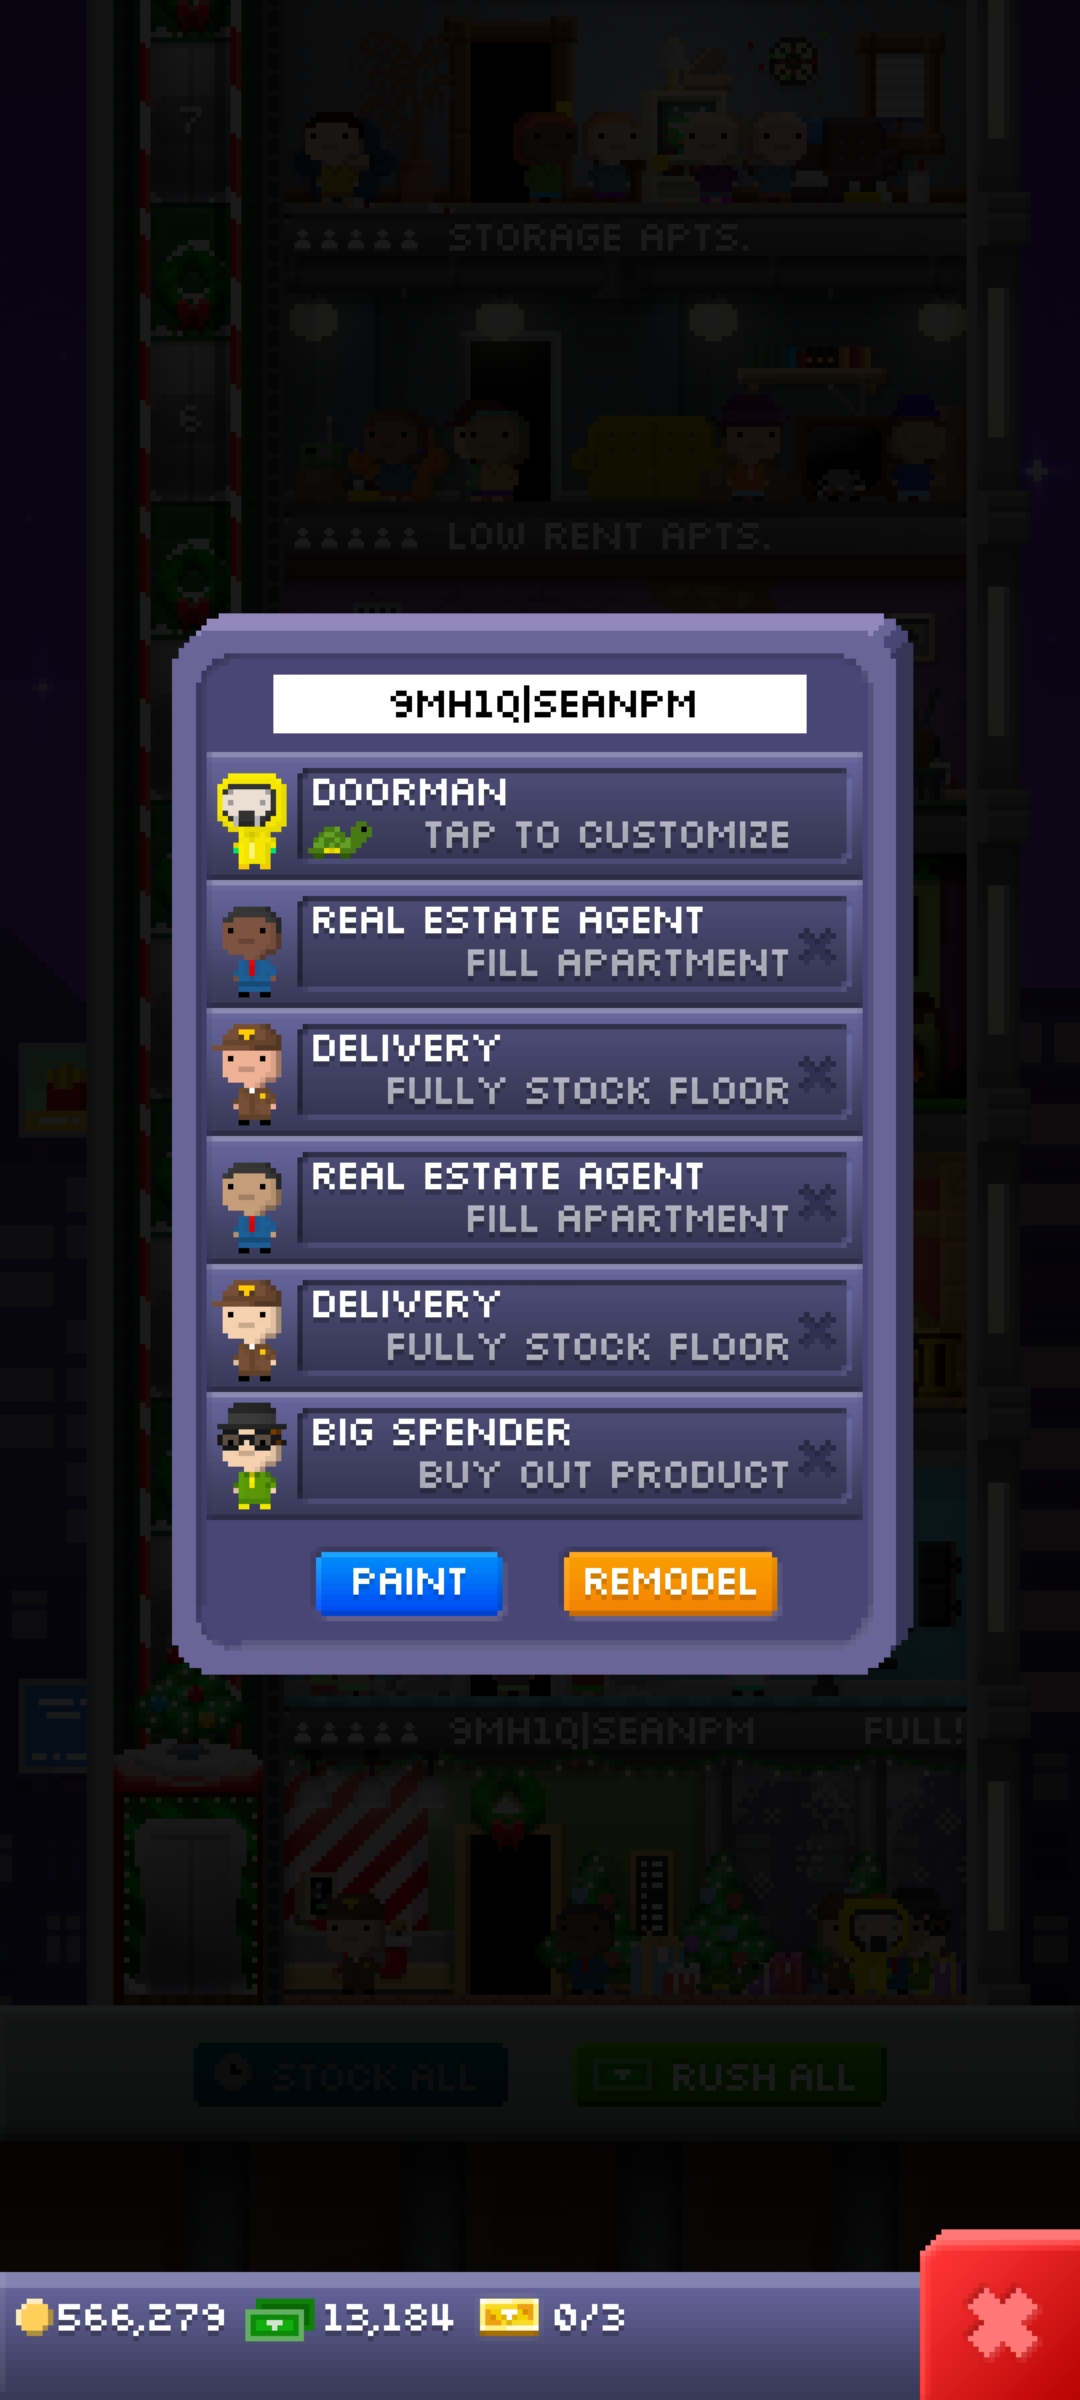 7
STORAGE APTS.
6
LOW RENT APTS.
9MH1Q|SEANPM
DOORMAN
TAP TO CUSTOMIZE
REAL ESTATE AGENT
FILL APARTMENT
DELIVERY
FULLY STOCK FLOOR
REAL ESTATE AGENT
FILL APARTMENT
DELIVERY
FULLY STOCK FLOOR
BIG SPENDER
BUY OUT PRODUCT
PAINT REMODEL
9MH1Q|SEANPM FULL!
STOCK ALL RUSH ALL
566,279 13,184 0/3